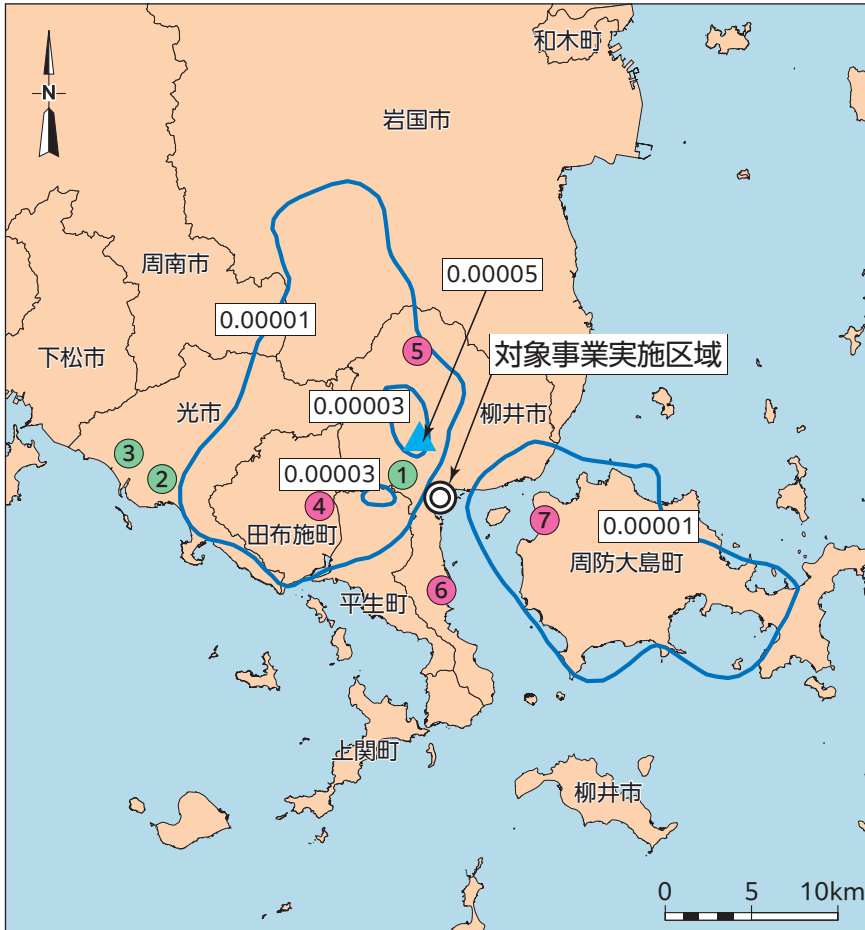 和木町
N
岩国市
周南市
0.00005
0.00001
対象事業実施区域
下松市
5
0.00003
光市
柳井市
3
0.00003
1
2
4
7
0.00001
田布施町
周防大島町
6
平生町
上関町
柳井市
0 5 10km